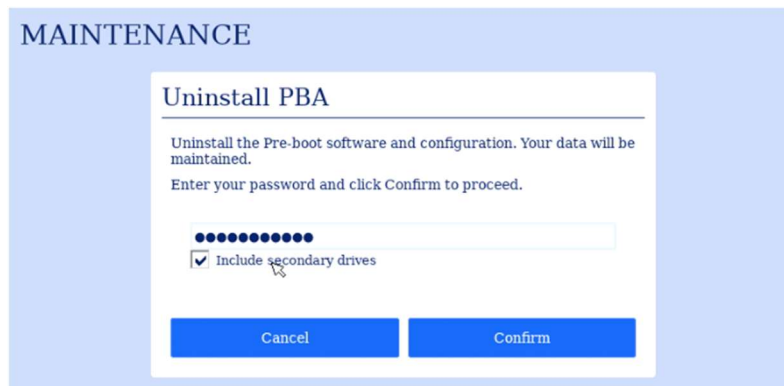 MAINTENANCE
Uninstall PBA
Uninstall the Pre-boot software and configuration. Your data will be
maintained.
Enter your password and click Confirm to proceed.
●●●●●●●●●●●
Include secondary drives
Cancel
Confirm